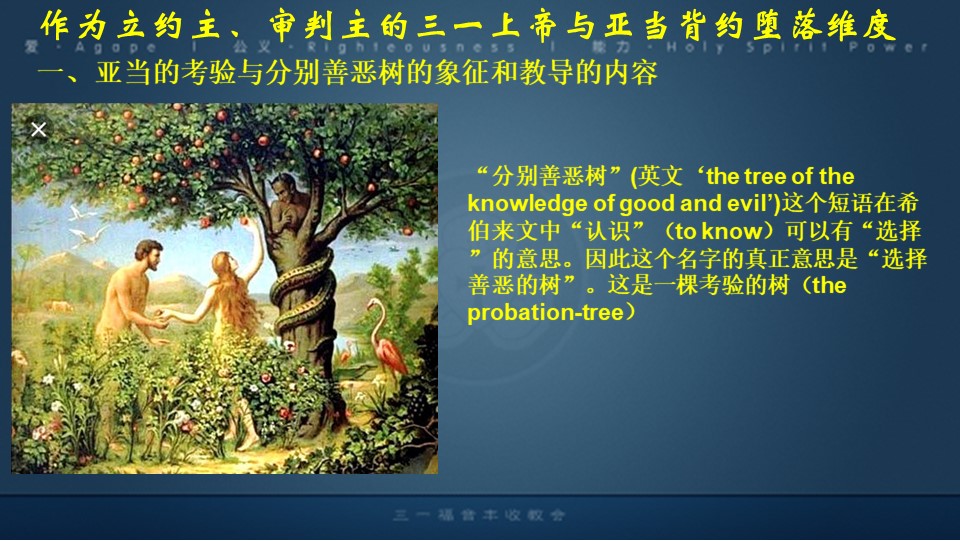 作为立约主、审判主的三一上帝与亚当背约堕落维度
爱 - Agape | 公义 - Righteousness | 能力 - Holy Spirit Power
一、亚当的考验与分别善恶树的象征和教导的内容
“分别善恶树”(英文‘the tree of the
knowledge of good and evil’)这个短语在希
伯来文中“认识”（to know）可以有“选择
”的意思。因此这个名字的真正意思是“选择
善恶的树”。这是一棵考验的树（the
probation-tree）
三一福音丰收教会